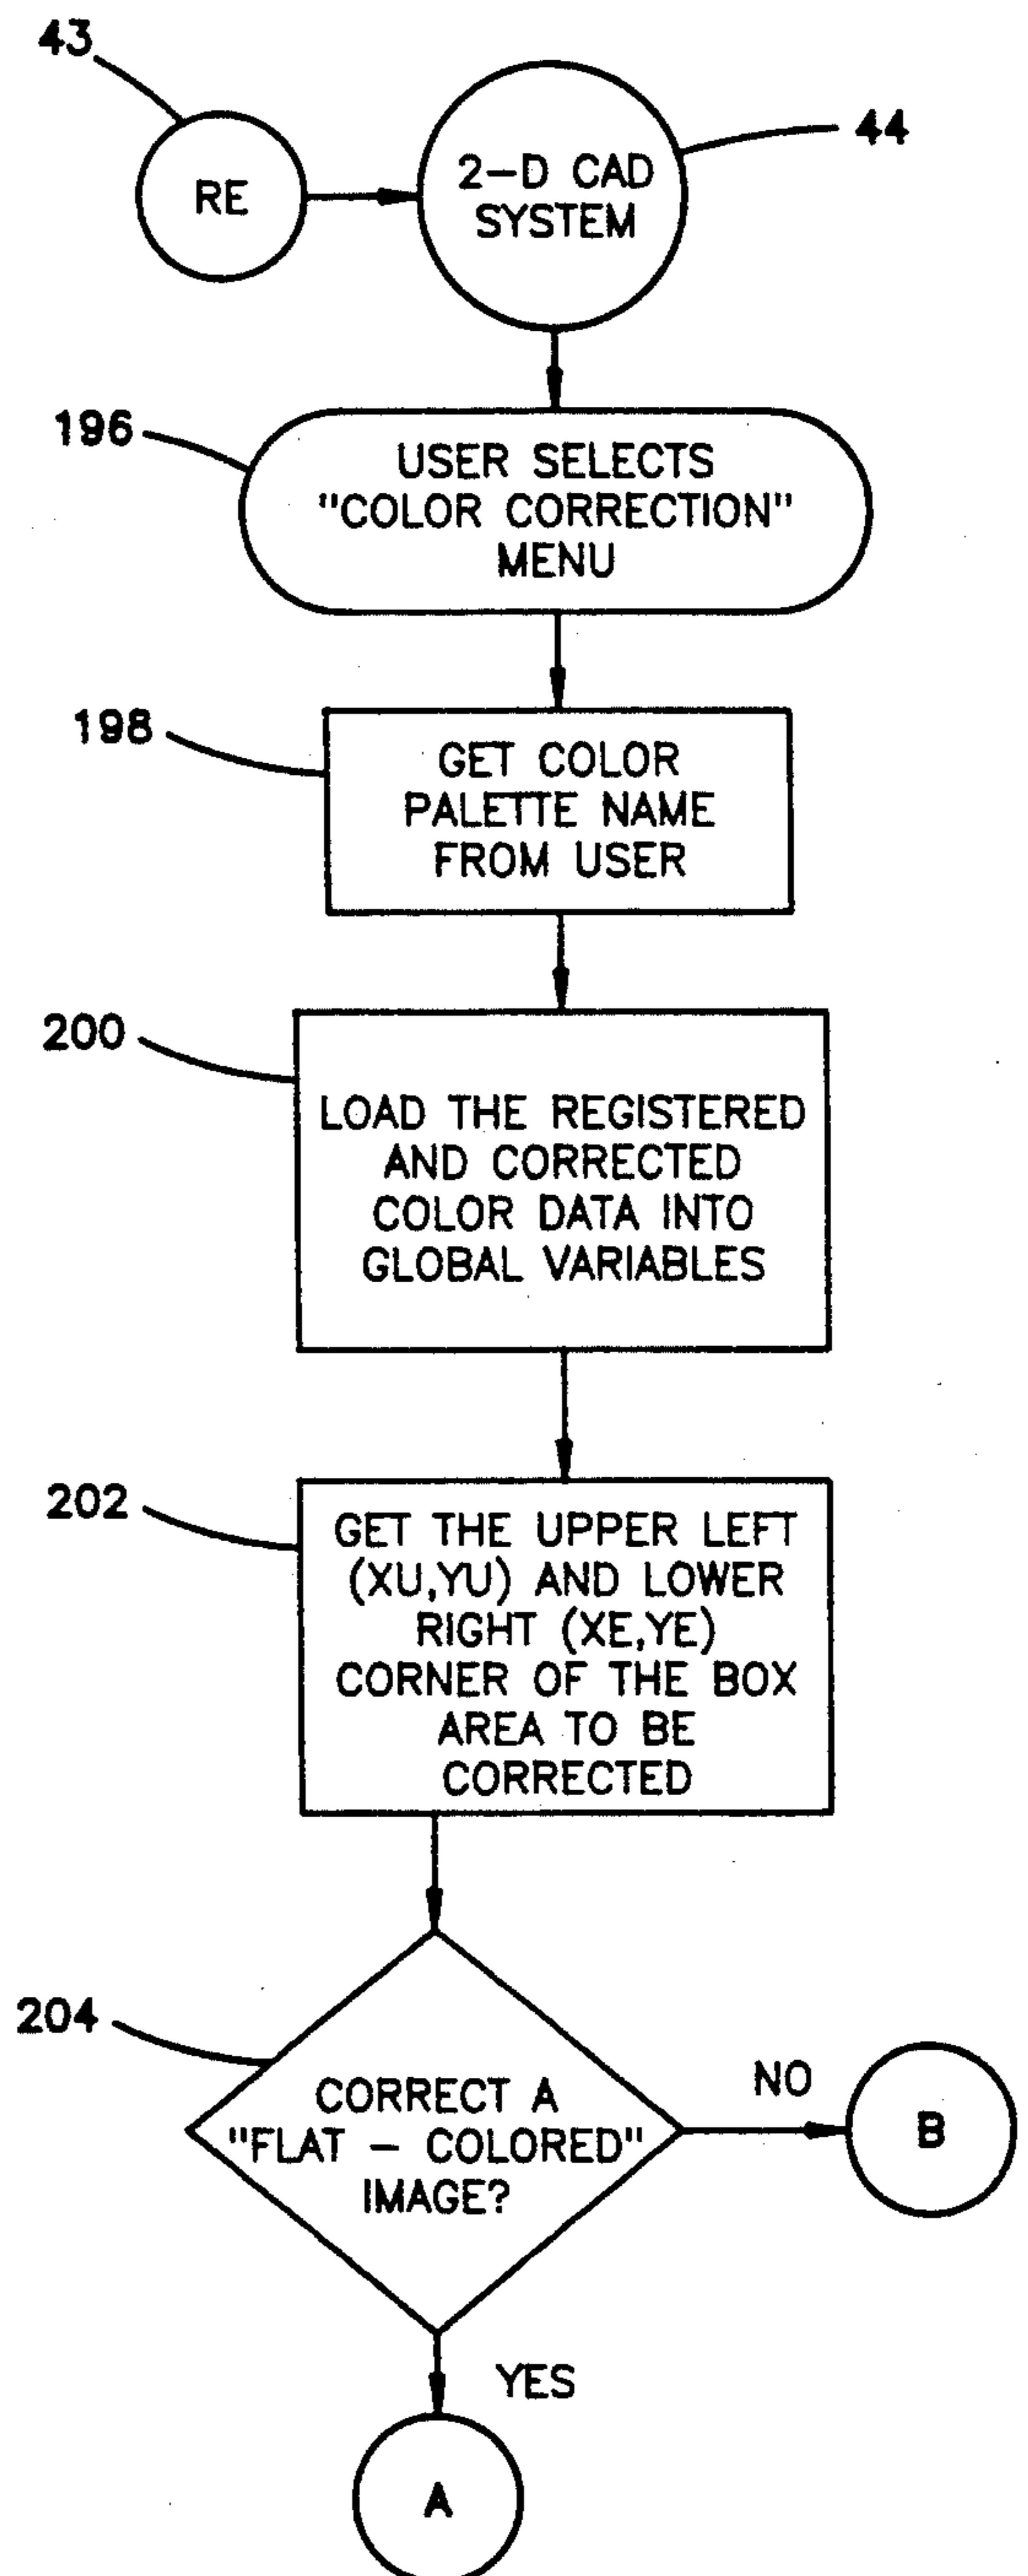 43
RE
2-D CAD
SYSTEM
44
196
USER SELECTS
"COLOR CORRECTION"
MENU
198
GET COLOR
PALETTE NAME
FROM USER
200
LOAD THE REGISTERED
AND CORRECTED
COLOR DATA INTO
GLOBAL VARIABLES
202
GET THE UPPER LEFT
(XU,YU) AND LOWER
RIGHT (XE,YE)
CORNER OF THE BOX
AREA TO BE
CORRECTED
204
CORRECT A
"FLAT - COLORED"
IMAGE?
NO
B
YES
A